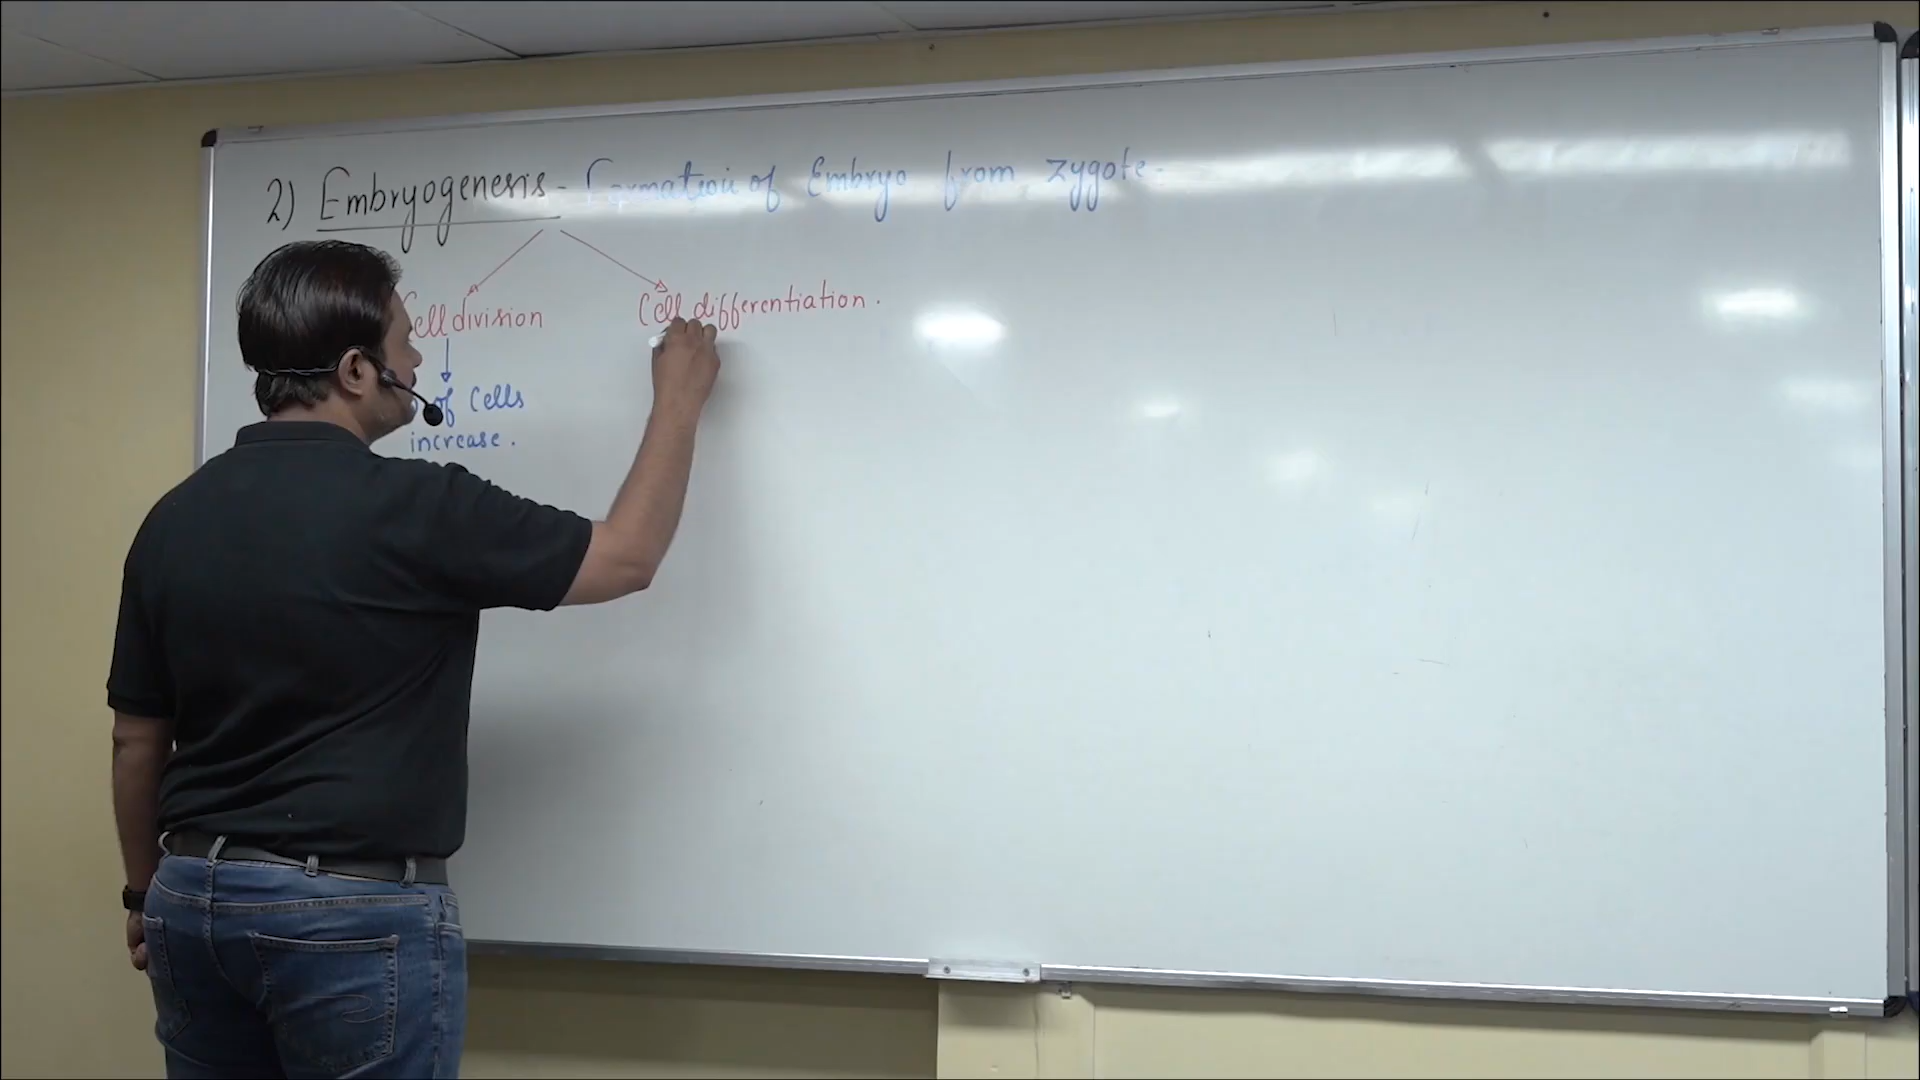 2) Embryogenesis - Formation of Embryo from zygote-
Cell division
Cell differentiation.
of Cells
increase.